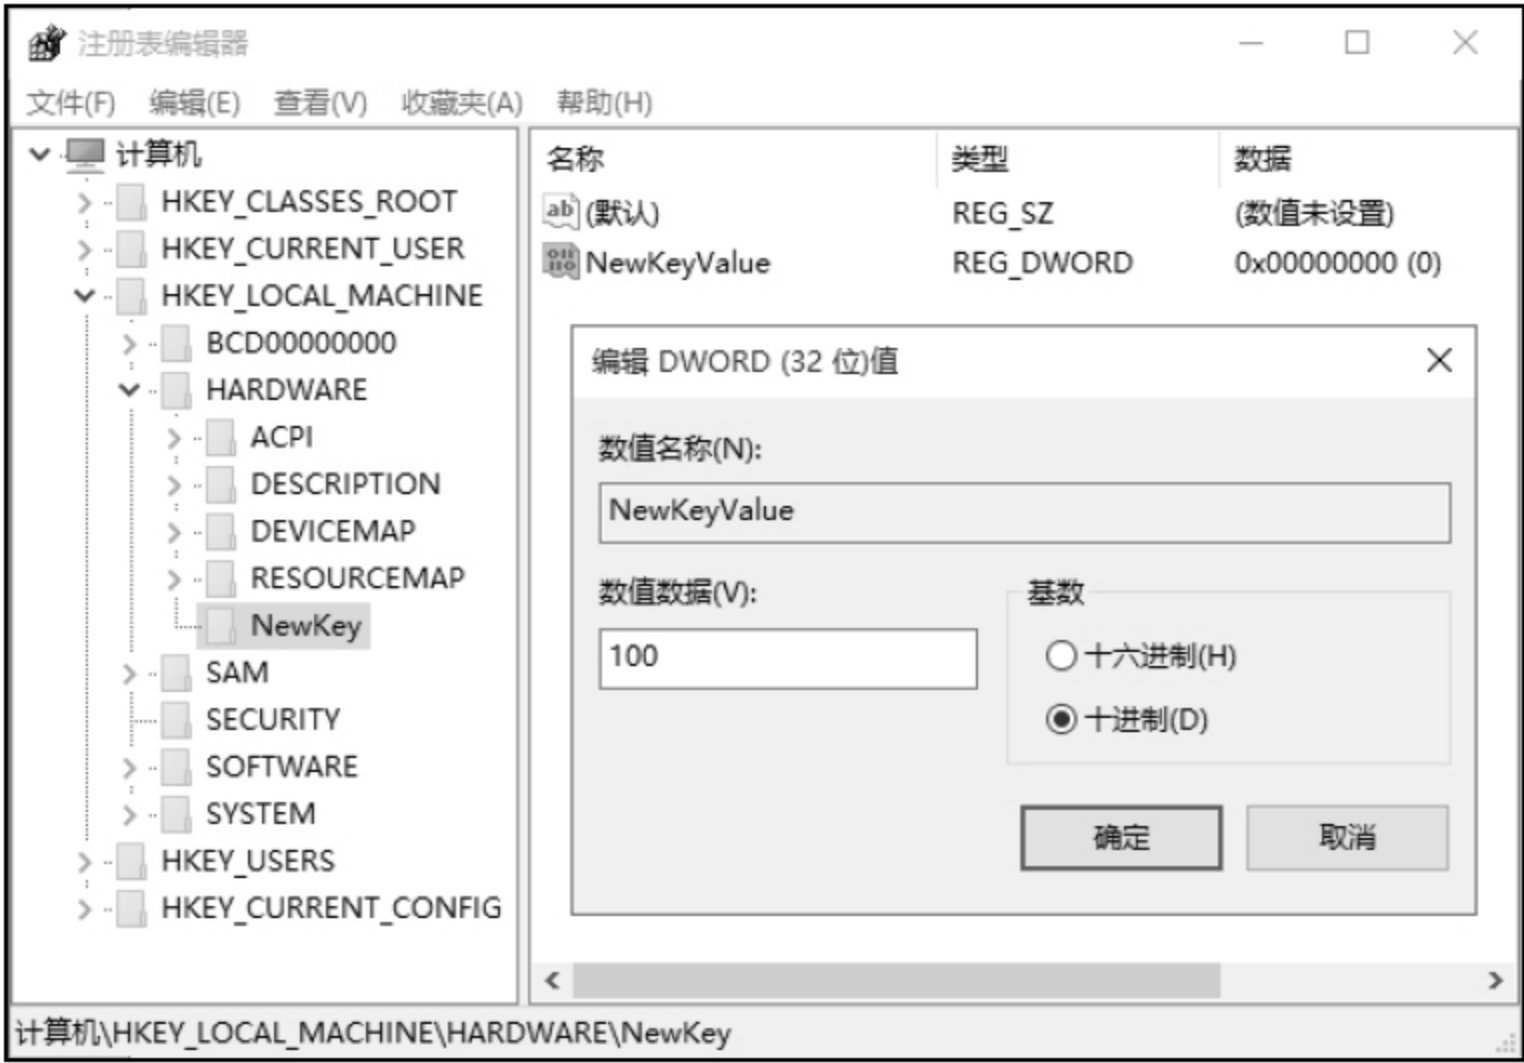 注册表编辑器
文件(F) 编辑(E) 查看(V) 收藏夹(A) 帮助(H)
计算机
HKEY_CLASSES_ROOT
HKEY_CURRENT_USER
HKEY_LOCAL_MACHINE
BCD00000000
HARDWARE
ACPI
DESCRIPTION
DEVICEMAP
RESOURCEMAP
NewKey
SAM
SECURITY
SOFTWARE
SYSTEM
HKEY_USERS
HKEY_CURRENT_CONFIG
名称 类型 数据
ab (默认) REG_SZ (数值未设置)
NewKeyValue REG_DWORD 0x00000000 (0)
编辑 DWORD (32 位)值
数值名称(N):
NewKeyValue
数值数据(V):
100
基数
十六进制(H)
十进制(D)
确定 取消
计算机\HKEY_LOCAL_MACHINE\HARDWARE\NewKey